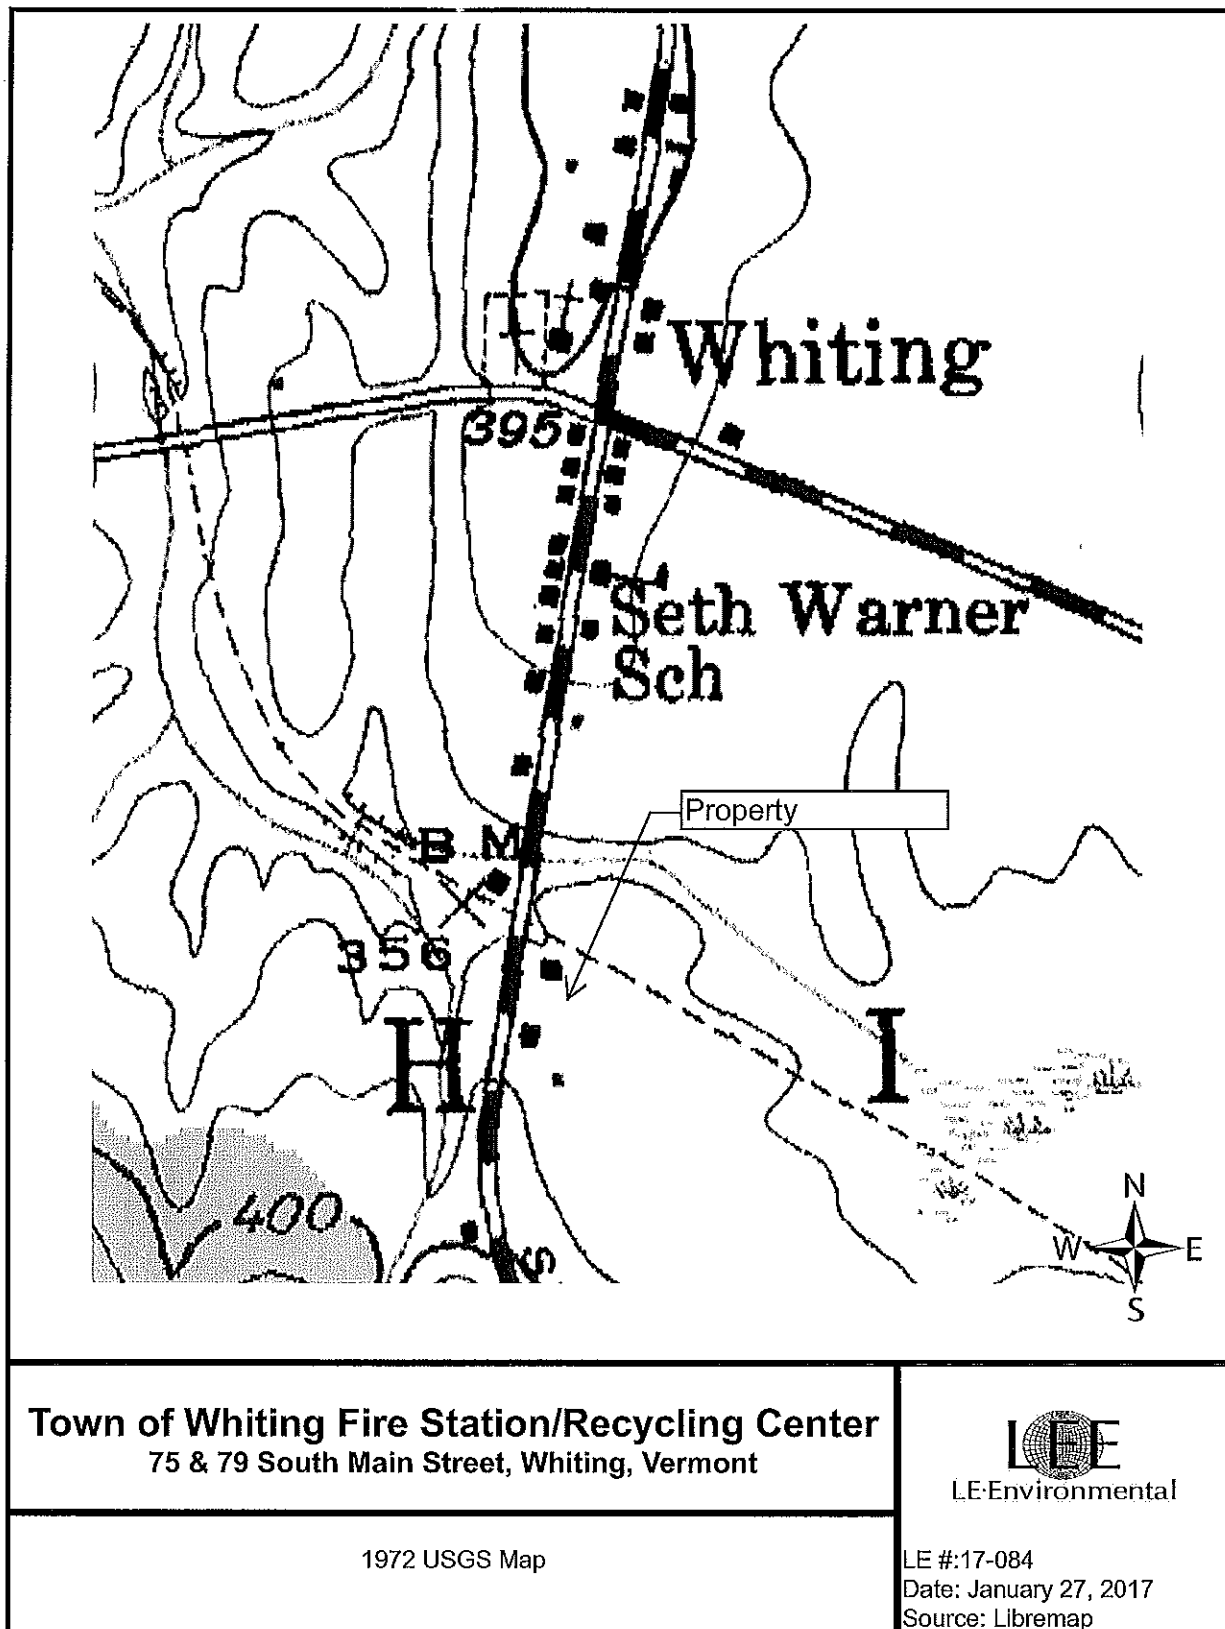 Whiting
395
Seth Warner
Sch
Property
B M
356
H
I
400
S
N
W
E
S
Town of Whiting Fire Station/Recycling Center
75 & 79 South Main Street, Whiting, Vermont
1972 USGS Map
LEE
LE·Environmental
LE #:17-084
Date: January 27, 2017
Source: Libremap